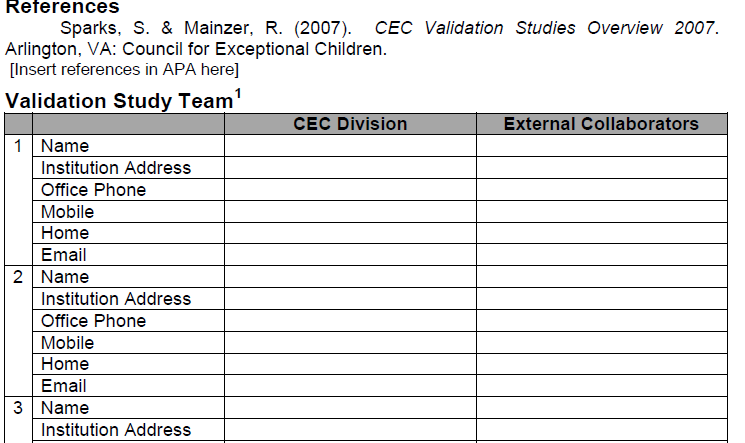 References
Sparks, S. & Mainzer, R. (2007). CEC Validation Studies Overview 2007.
Arlington, VA: Council for Exceptional Children.
[Insert references in APA here]
Validation Study Team1
CEC Division External Collaborators
1 Name
Institution Address
Office Phone
Mobile
Home
Email
2 Name
Institution Address
Office Phone
Mobile
Home
Email
3 Name
Institution Address